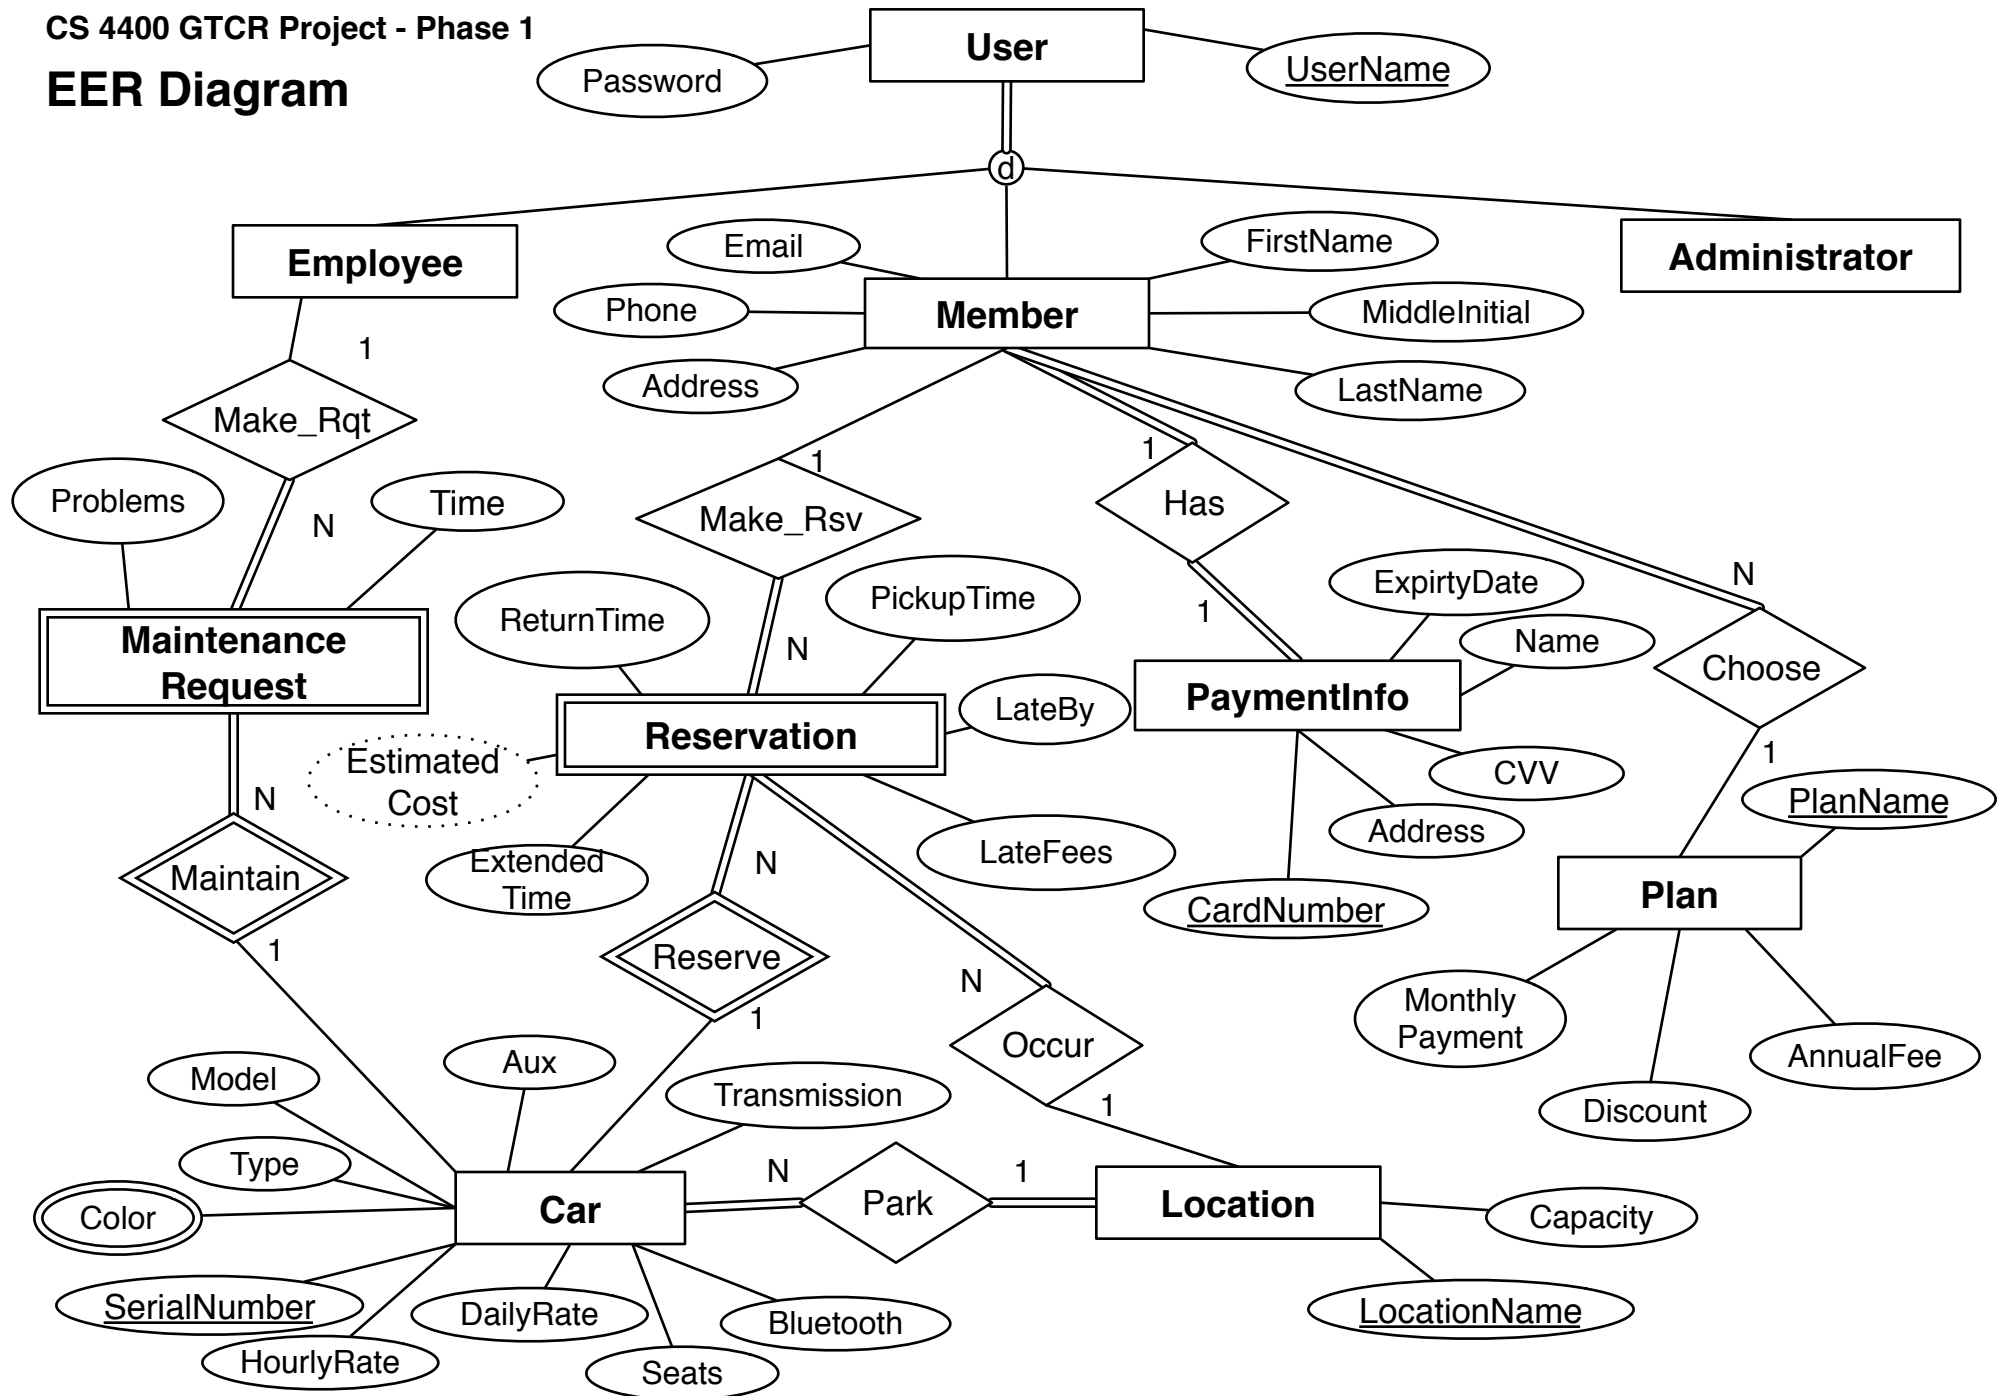 CS 4400 GTCR Project - Phase 1
EER Diagram
User
Password
UserName
d
Employee
Email
FirstName
Administrator
Phone
Member
MiddleInitial
1
Address
LastName
Make_Rqt
1
1
Problems
Time
N
Make_Rsv
Has
ExpirtyDate
N
PickupTime
ReturnTime
1
Name
Maintenance
Request
N
Choose
LateBy
PaymentInfo
Reservation
Estimated
Cost
CVV
1
N
PlanName
Address
Extended
Time
N
LateFees
Maintain
CardNumber
Plan
1
Reserve
N
Monthly
Payment
1
Occur
AnnualFee
Aux
Model
Transmission
1
Discount
Type
N
1
Color
Car
Park
Location
Capacity
SerialNumber
DailyRate
Bluetooth
LocationName
HourlyRate
Seats